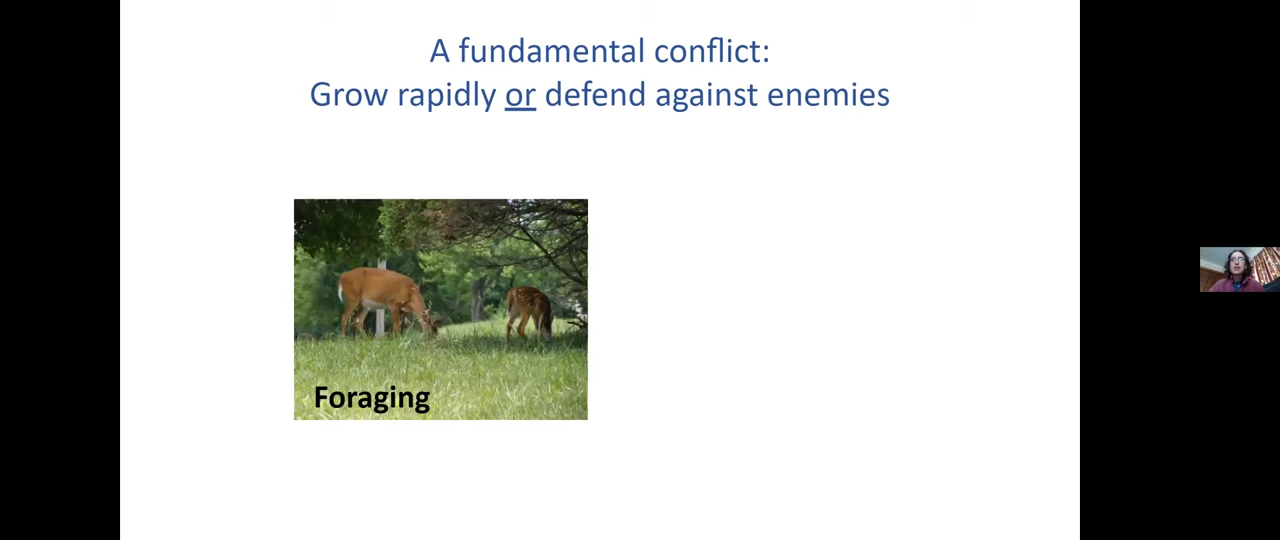 A fundamental conflict:
Grow rapidly or defend against enemies
Foraging